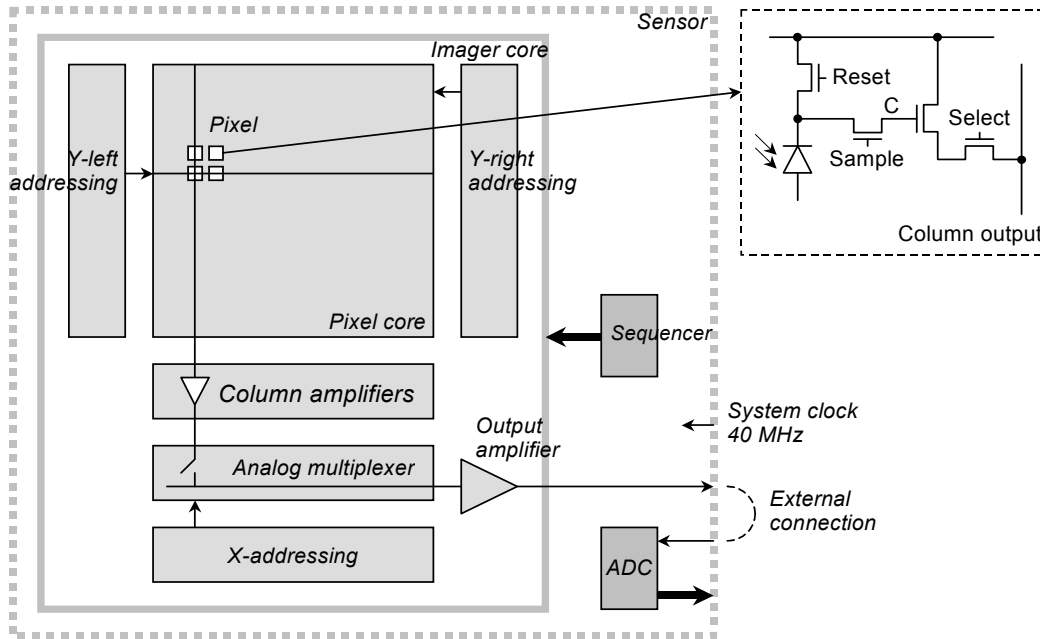 Sensor
Imager core
Reset
C
Select
Sample
Column output
Pixel
Y-left
addressing
Y-right
addressing
Pixel core
Sequencer
Column amplifiers
System clock
40 MHz
Output
amplifier
Analog multiplexer
External
connection
X-addressing
ADC